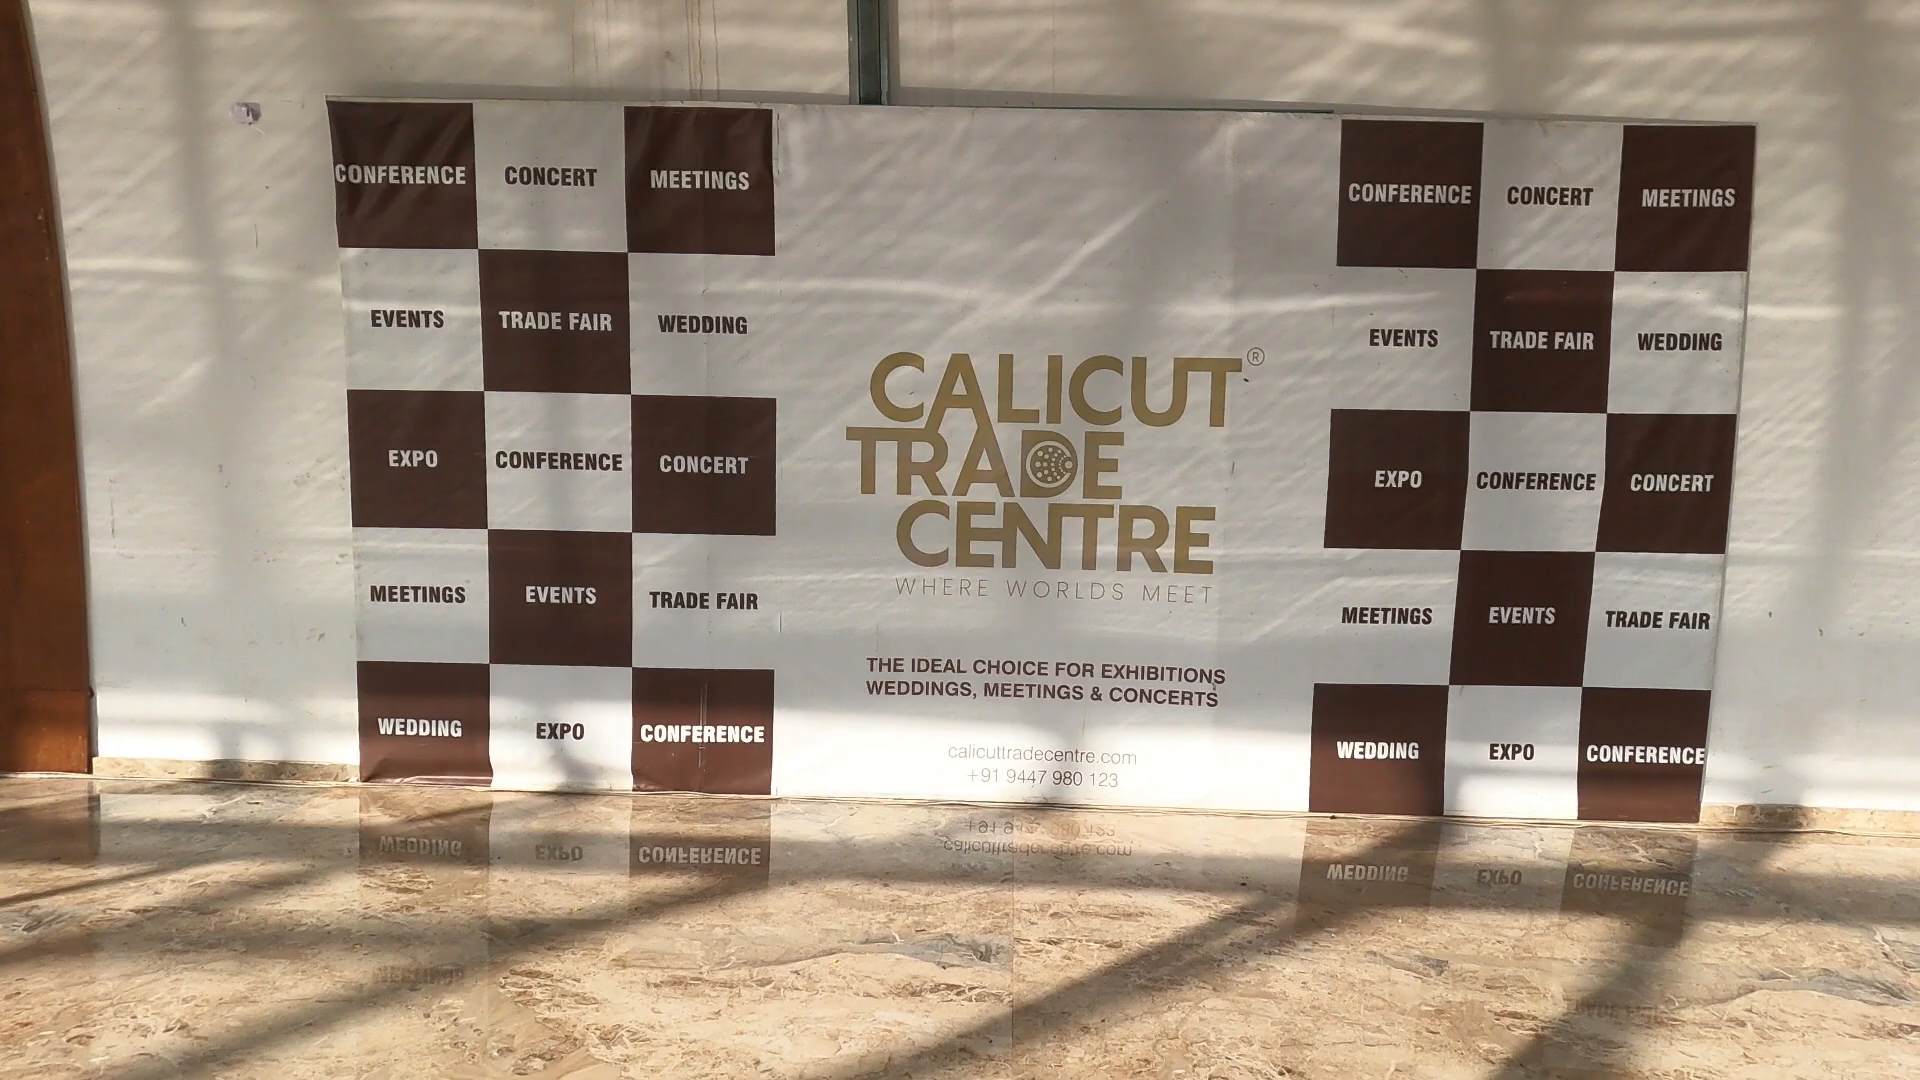 CONFERENCE CONCERT MEETINGS
EVENTS TRADE FAIR WEDDING
EXPO CONFERENCE CONCERT
MEETINGS EVENTS TRADE FAIR
WEDDING EXPO CONFERENCE
CALICUT®
TRADE
CENTRE
WHERE WORLDS MEET
THE IDEAL CHOICE FOR EXHIBITIONS
WEDDINGS, MEETINGS & CONCERTS
calicuttradecentre.com
+91 9447 980 123
CONFERENCE CONCERT MEETINGS
EVENTS TRADE FAIR WEDDING
EXPO CONFERENCE CONCERT
MEETINGS EVENTS TRADE FAIR
WEDDING EXPO CONFERENCE